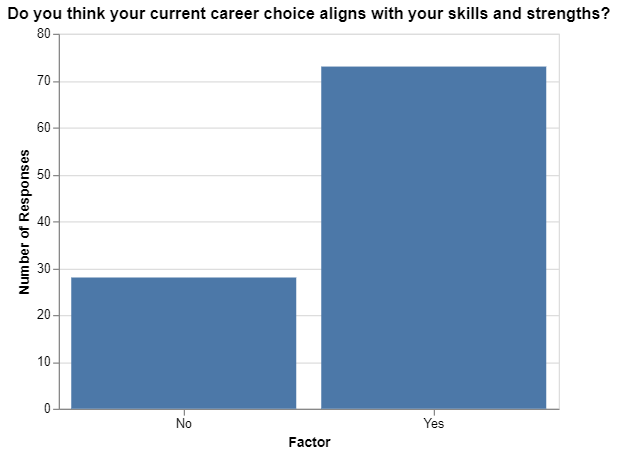 Do you think your current career choice aligns with your skills and strengths?
80
70
60
50
40
30
20
10
0
Number of Responses
No
Yes
Factor